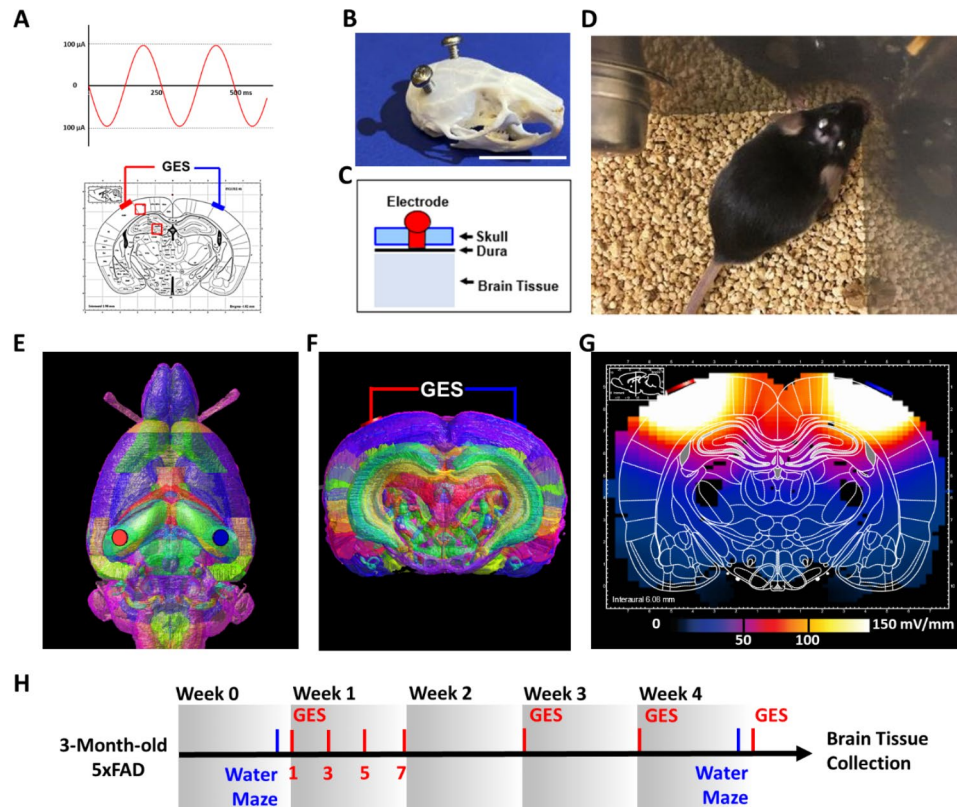 A
100 µA
0
250
500 ms
100 µA
GES
B
C
Electrode
Skull
Dura
Brain Tissue
D
E
F
GES
G
Interaural 6.08 mm
0
50
100
150 mV/mm
H
Week 0
Week 1
Week 2
Week 3
Week 4
GES
GES
GES
GES
3-Month-old
5xFAD
1
3
5
7
Water
Maze
Water
Maze
Brain Tissue
Collection